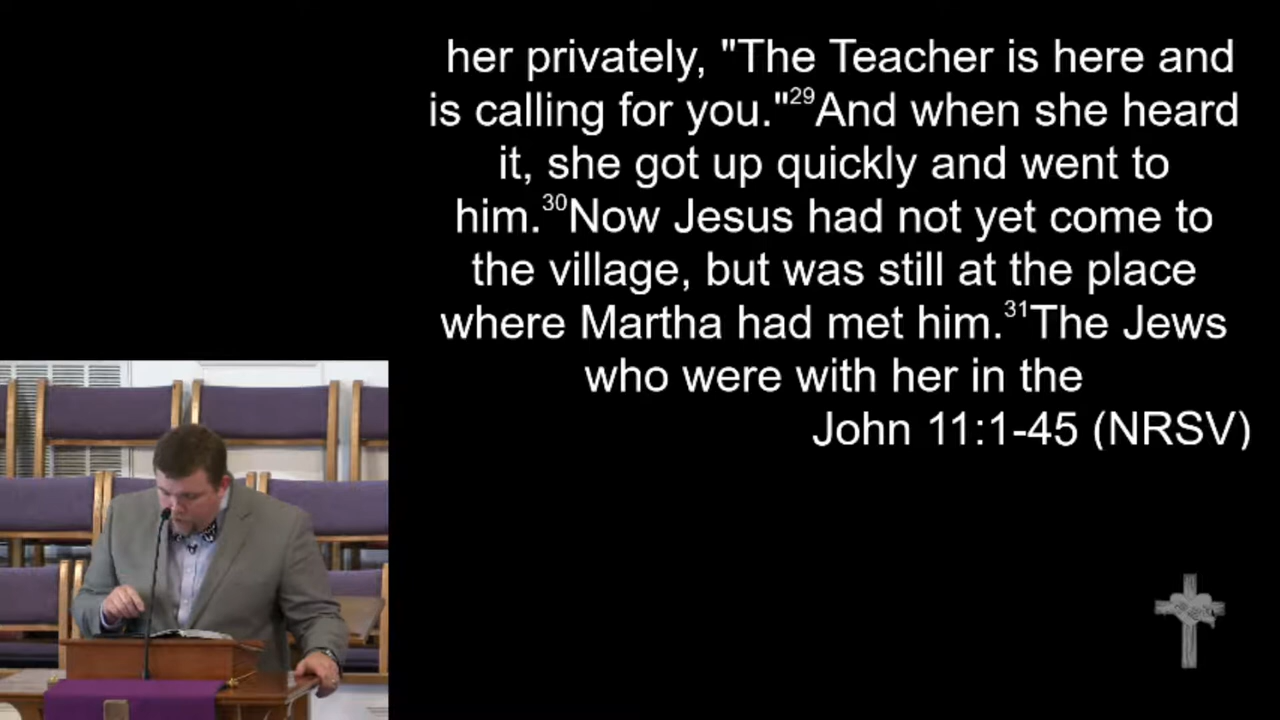 her privately, "The Teacher is here and
is calling for you."29And when she heard
it, she got up quickly and went to
him.30Now Jesus had not yet come to
the village, but was still at the place
where Martha had met him.31The Jews
who were with her in the
John 11:1-45 (NRSV)